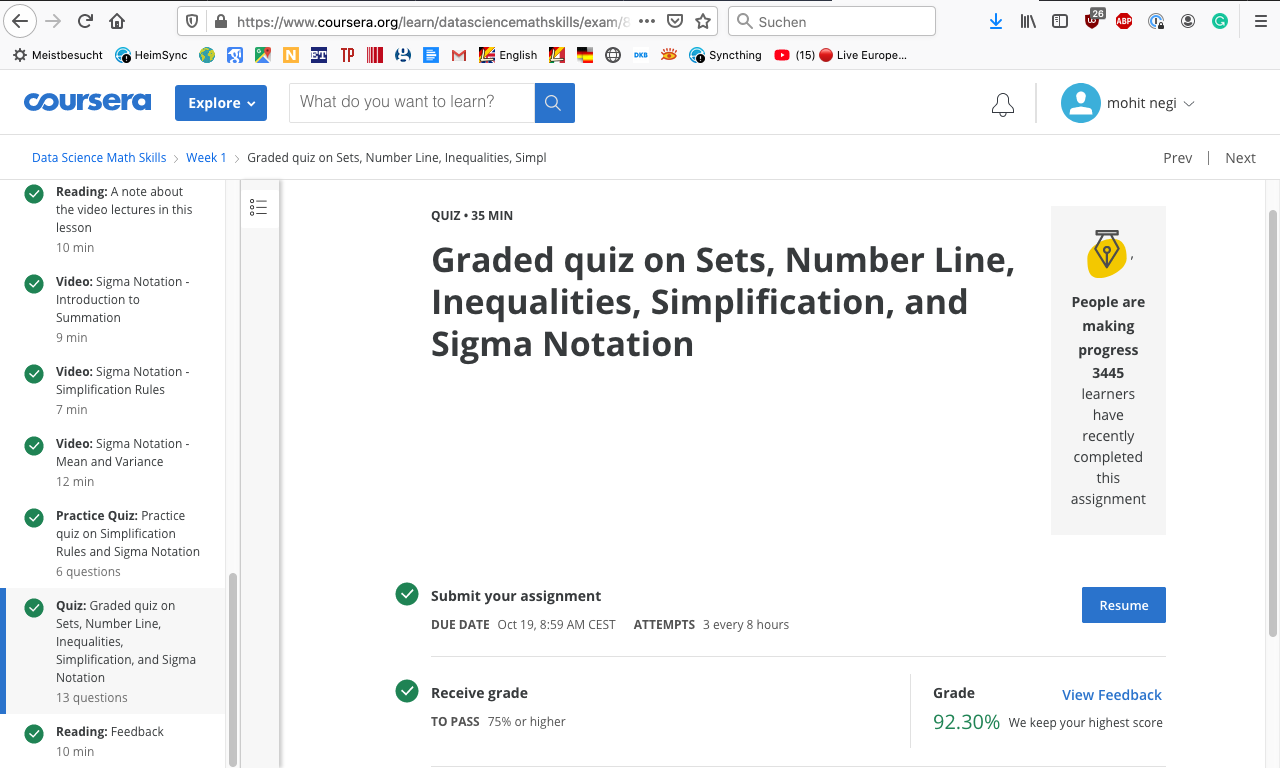 https://www.coursera.org/learn/datasciencemathskills/exam/8
Suchen
26
ABP
Meistbesucht
HeimSync
N
ET
TP
English
DKB
Syncthing
(15)
Live Europe...
coursera
Explore
What do you want to learn?
mohit negi
Data Science Math Skills
Week 1
Graded quiz on Sets, Number Line, Inequalities, Simpl
Prev
Next
Reading: A note about
the video lectures in this
lesson
10 min
Video: Sigma Notation -
Introduction to
Summation
9 min
Video: Sigma Notation -
Simplification Rules
7 min
Video: Sigma Notation -
Mean and Variance
12 min
Practice Quiz: Practice
quiz on Simplification
Rules and Sigma Notation
6 questions
Quiz: Graded quiz on
Sets, Number Line,
Inequalities,
Simplification, and Sigma
Notation
13 questions
Reading: Feedback
10 min
QUIZ • 35 MIN
Graded quiz on Sets, Number Line,
Inequalities, Simplification, and
Sigma Notation
,
People are
making
progress
3445
learners
have
recently
completed
this
assignment
Submit your assignment
DUE DATE Oct 19, 8:59 AM CEST ATTEMPTS 3 every 8 hours
Resume
Receive grade
TO PASS 75% or higher
Grade
View Feedback
92.30% We keep your highest score